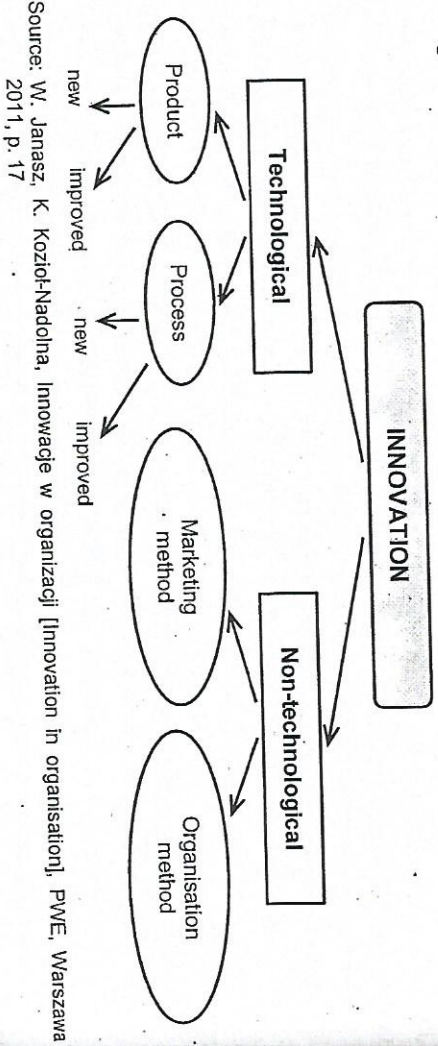 INNOVATION
Technological
Non-technological
Product
Process
Marketing
method
Organisation
method
new
improved
new
improved
Source: W. Janasz, K. Kozioł-Nadolna, Innowacje w organizacji [Innovation in organisation], PWE, Warszawa
2011, p. 17